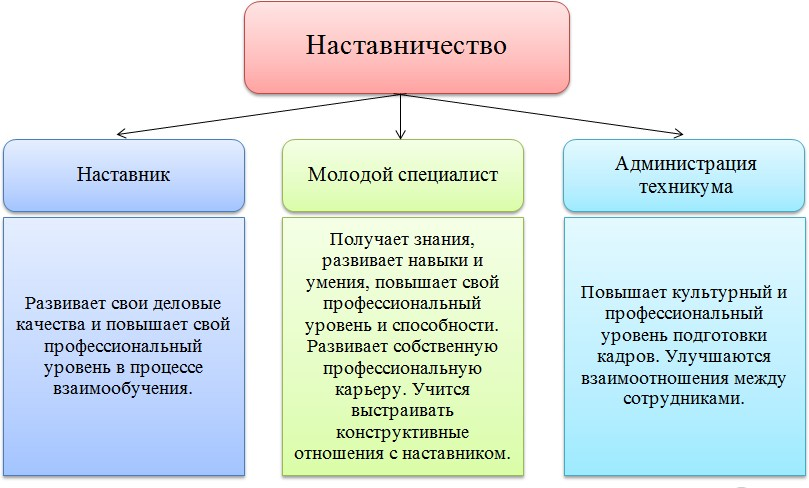 Наставничество
Наставник
Молодой специалист
Администрация
техникума
Развивает свои деловые
качества и повышает свой
профессиональный
уровень в процессе
взаимообучения.
Получает знания,
развивает навыки и
умения, повышает свой
профессиональный
уровень и способности.
Развивает собственную
профессиональную
карьеру. Учится
выстраивать
конструктивные
отношения с наставником.
Повышает культурный и
профессиональный
уровень подготовки
кадров. Улучшаются
взаимоотношения между
сотрудниками.